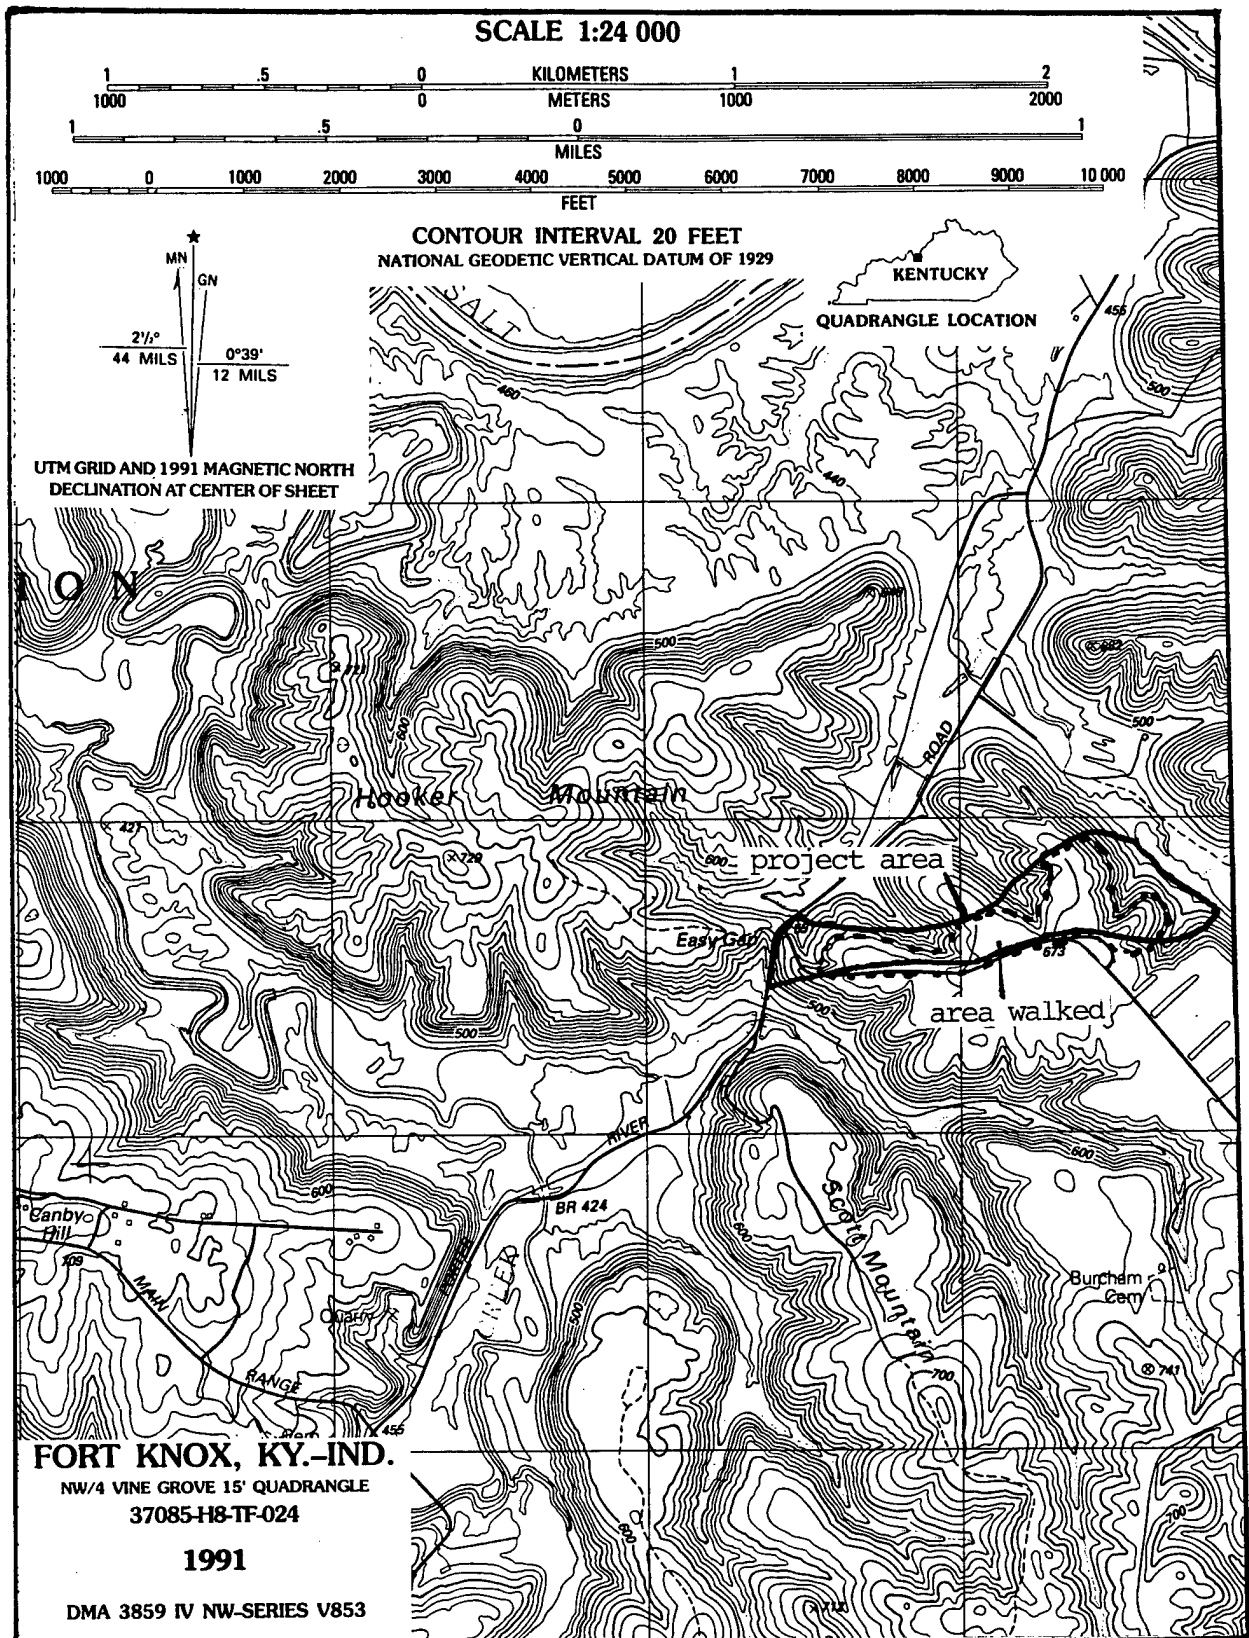 SCALE 1:24 000
1 .5 0 KILOMETERS 1 2
1000 0 METERS 1000 2000
1 .5 0 1
MILES
1000 0 1000 2000 3000 4000 5000 6000 7000 8000 9000 10 000
FEET
CONTOUR INTERVAL 20 FEET
NATIONAL GEODETIC VERTICAL DATUM OF 1929
MN
GN
2½°
44 MILS
0°39'
12 MILS
UTM GRID AND 1991 MAGNETIC NORTH
DECLINATION AT CENTER OF SHEET
KENTUCKY
QUADRANGLE LOCATION
SALT
455
460
500
440
I O N
500
682
721
600
500
ROAD
Hooker Mountain
421
729
600
project area
Easy Gap
673
area walked
500
500
RIVER
600
600
BR 424
Canby
Hill
709
MAIN
Scott Mountain
600
500
Burcham
Cem
Quarry
741
RANGE
700
455
FORT KNOX, KY.-IND.
NW/4 VINE GROVE 15' QUADRANGLE
37085-H8-TF-024
1991
DMA 3859 IV NW-SERIES V853
600
700
712